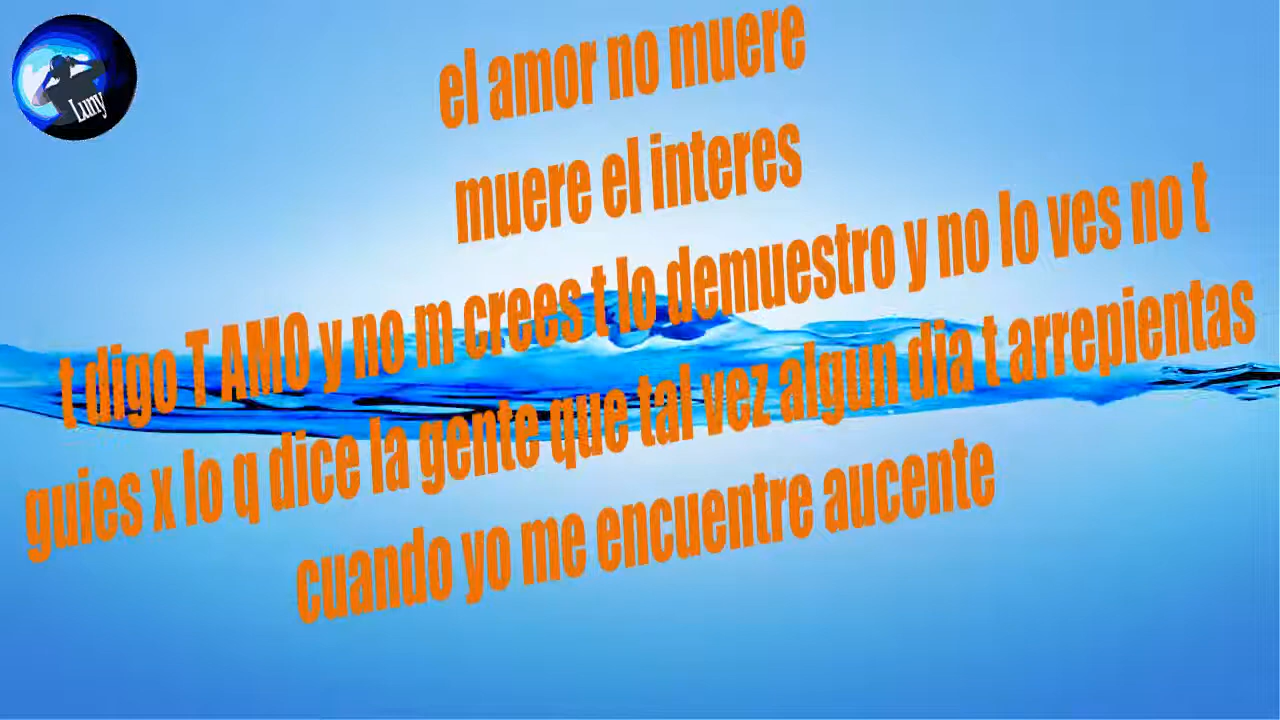 Luny
el amor no muere
muere el interes
t digo T AMO y no m crees t lo demuestro y no lo ves no t
guies x lo q dice la gente que tal vez algun dia t arrepientas
cuando yo me encuentre aucente